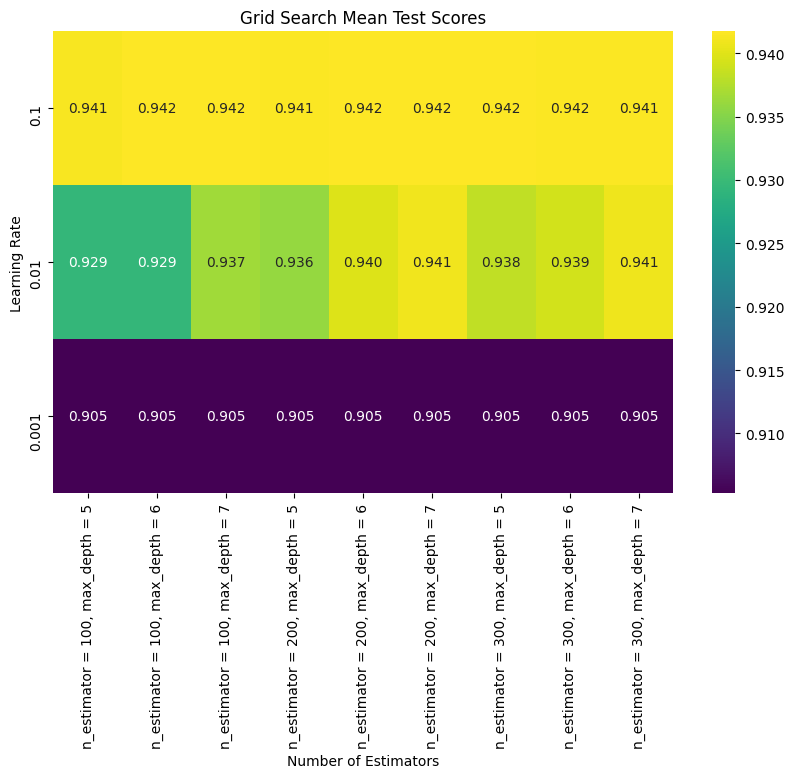 Grid Search Mean Test Scores
Learning Rate
0.1
0.941 0.942 0.942 0.941 0.942 0.942 0.942 0.942 0.941
0.01
0.929 0.929 0.937 0.936 0.940 0.941 0.938 0.939 0.941
0.001
0.905 0.905 0.905 0.905 0.905 0.905 0.905 0.905 0.905
n_estimator = 100, max_depth = 5
n_estimator = 100, max_depth = 6
n_estimator = 100, max_depth = 7
n_estimator = 200, max_depth = 5
n_estimator = 200, max_depth = 6
n_estimator = 200, max_depth = 7
n_estimator = 300, max_depth = 5
n_estimator = 300, max_depth = 6
n_estimator = 300, max_depth = 7
Number of Estimators
0.940
0.935
0.930
0.925
0.920
0.915
0.910